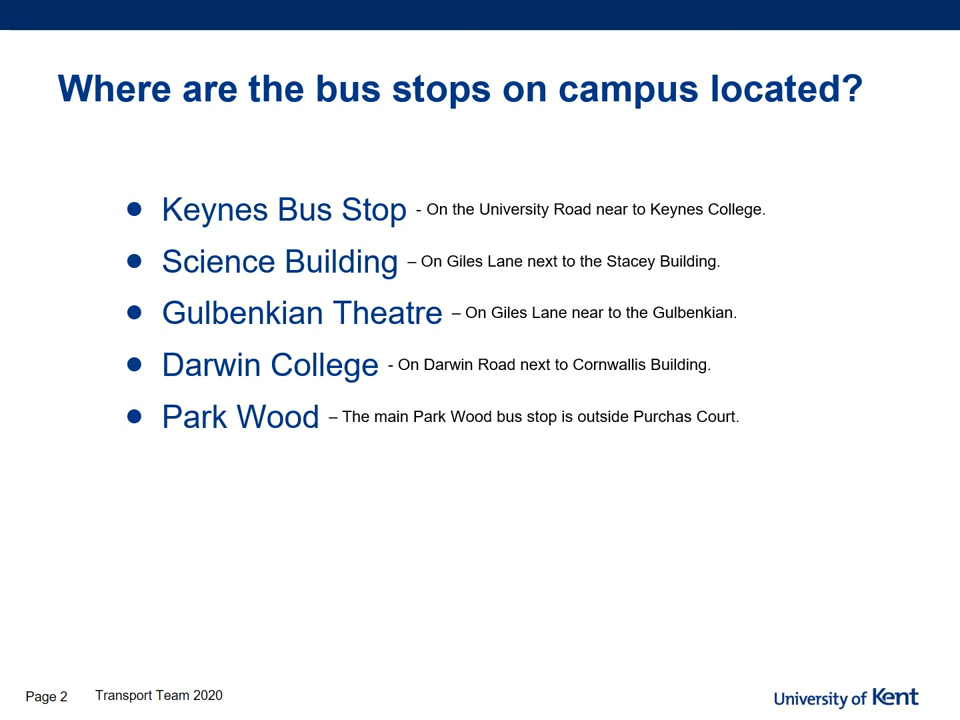 Where are the bus stops on campus located?
● Keynes Bus Stop - On the University Road near to Keynes College.
● Science Building – On Giles Lane next to the Stacey Building.
● Gulbenkian Theatre – On Giles Lane near to the Gulbenkian.
● Darwin College - On Darwin Road next to Cornwallis Building.
● Park Wood – The main Park Wood bus stop is outside Purchas Court.
Page 2 Transport Team 2020 University of Kent